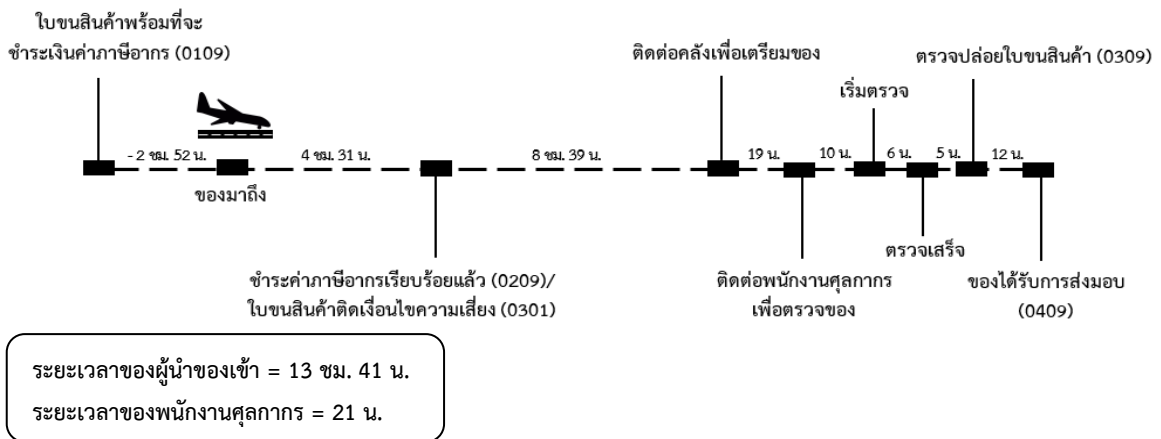 ใบขนสินค้าพร้อมที่จะ
ชำระเงินค่าภาษีอากร (0109)
ติดต่อคลังเพื่อเตรียมของ
ตรวจปล่อยใบขนสินค้า (0309)
เริ่มตรวจ
- 2 ชม. 52 น.
4 ชม. 31 น.
8 ชม. 39 น.
19 น.
10 น.
6 น.
5 น.
12 น.
ของมาถึง
ตรวจเสร็จ
ชำระค่าภาษีอากรเรียบร้อยแล้ว (0209)/
ใบขนสินค้าติดเงื่อนไขความเสี่ยง (0301)
ติดต่อพนักงานศุลกากร
เพื่อตรวจของ
ของได้รับการส่งมอบ
(0409)
ระยะเวลาของผู้นำของเข้า = 13 ชม. 41 น.
ระยะเวลาของพนักงานศุลกากร = 21 น.